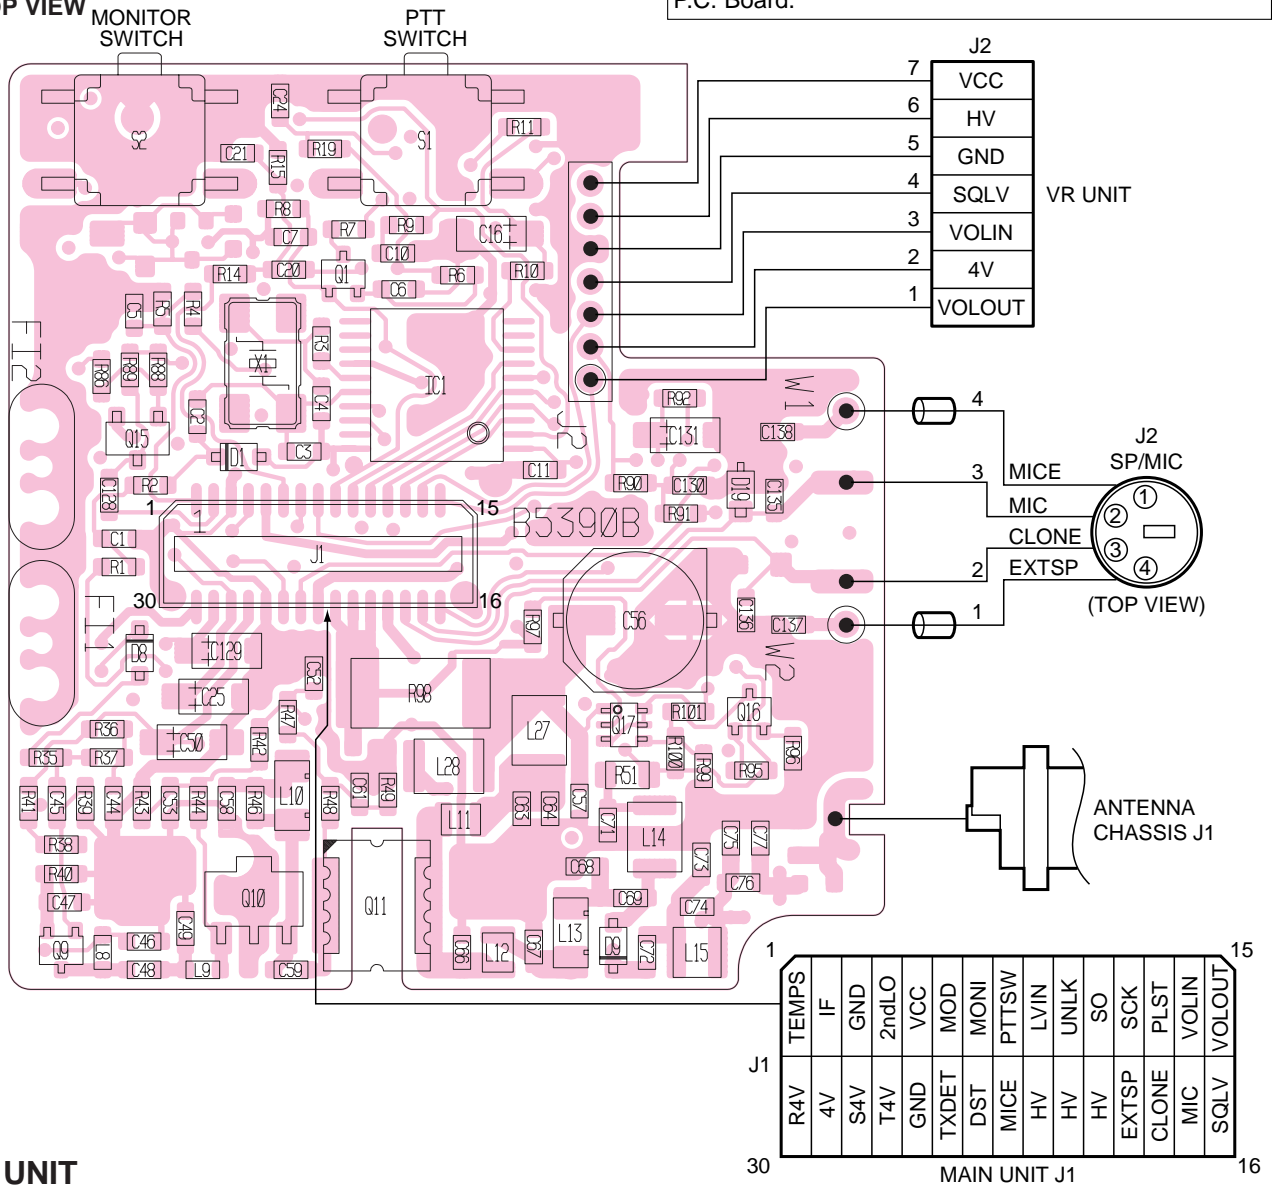 OP VIEW
P.C. Board.
MONITOR
SWITCH
PTT
SWITCH
J2
7 VCC
6 HV
5 GND
4 SQLV
3 VOLIN
2 4V
1 VOLOUT
VR UNIT
C24
S3
S1
R11
C21
R15
R19
R8
C7
R7
R9
C10
C16
R14
C20
Q1
C6
R6
R10
C5
R5
R4
FI2
X1
R3
IC1
R86
R89
R88
C2
C4
J2
Q15
D1
C3
R92
W1
C131
C138
C11
R90
C130
D19
C135
R91
R2
C128
1
15
1
B5390B
C1
J1
R1
30
16
FI1
D8
C129
R97
C56
C136
C137
W2
C25
C52
R98
R36
C50
R47
R42
L27
Q17
R101
Q16
R35
R37
L28
R100
R99
R95
R96
R51
R41
C45
R39
C44
R43
C53
R44
C58
R46
L10
R48
C61
R49
L11
C63
C64
C57
C71
L14
C75
C77
R38
C73
R40
C68
C76
C47
Q10
Q11
C69
C74
Q9
L8
C46
C49
C48
L9
C59
C66
L12
C67
L13
D9
C72
L15
4
3 MICE
MIC
CLONE
2 EXTSP
1
J2
SP/MIC
1
2
3
4
(TOP VIEW)
ANTENNA
CHASSIS J1
1
15
TEMPS IF GND 2ndLO VCC MOD MONI PTTSW LVIN UNLK SO SCK PLST VOLIN VOLOUT
J1
R4V 4V S4V T4V GND TXDET DST MICE HV HV HV EXTSP CLONE MIC SQLV
30
16
MAIN UNIT J1
UNIT